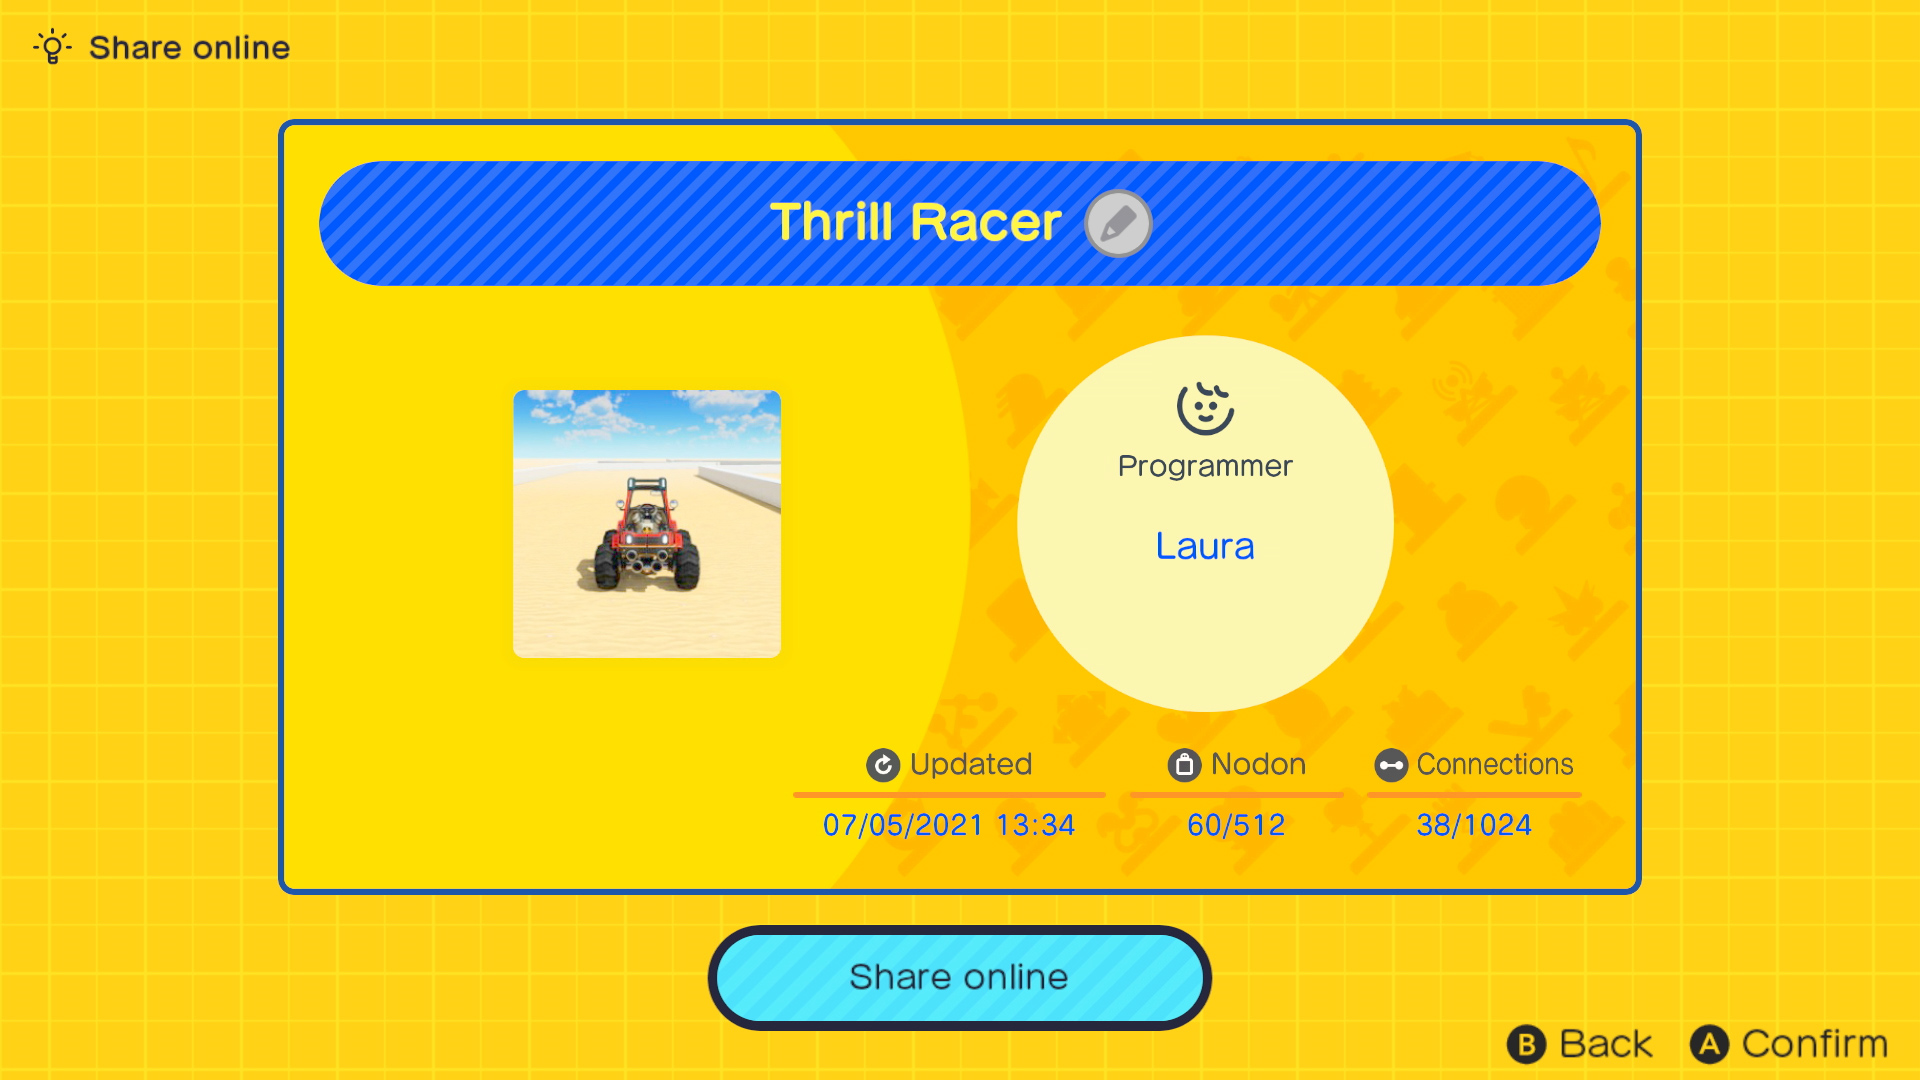 Share online
Thrill Racer
Programmer
Laura
Updated
07/05/2021 13:34
Nodon
60/512
Connections
38/1024
Share online
B Back
A Confirm